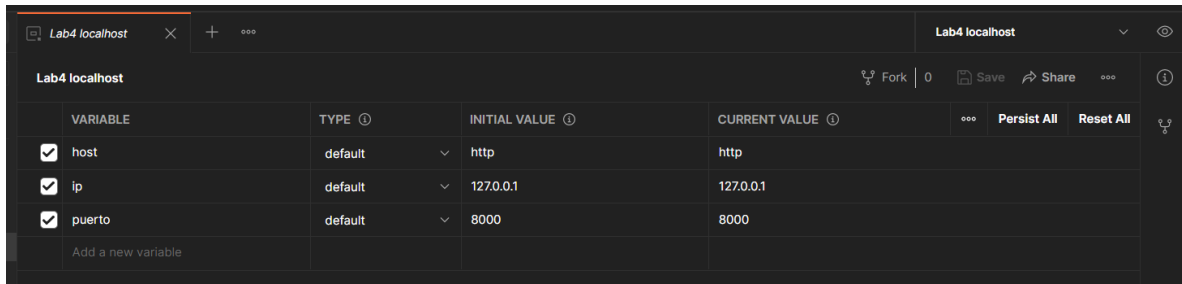 Lab4 localhost Lab4 localhost
Lab4 localhost Fork 0 Save Share
VARIABLE TYPE INITIAL VALUE CURRENT VALUE Persist All Reset All
host default http http
ip default 127.0.0.1 127.0.0.1
puerto default 8000 8000
Add a new variable